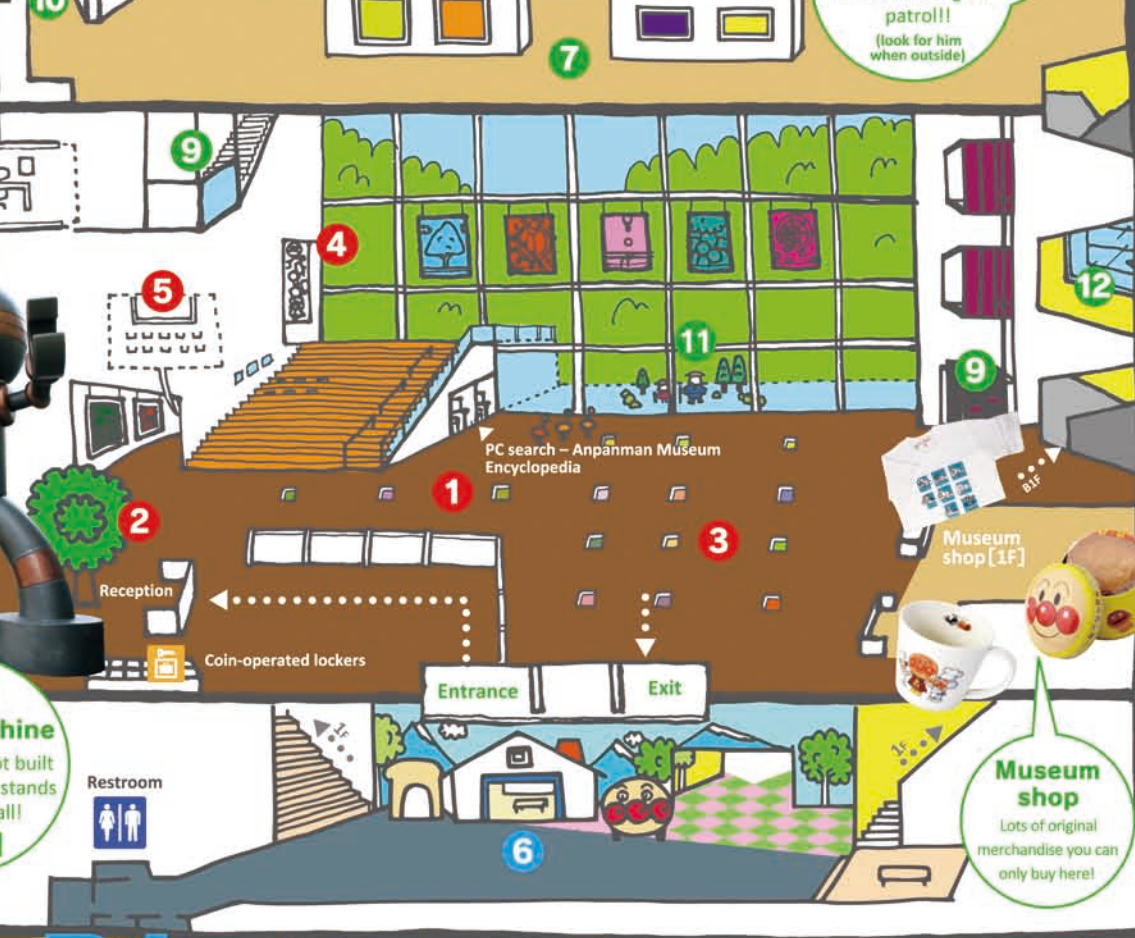 10
patrol!!
(look for him
when outside)
7
9
4
5
12
11
9
PC search – Anpanman Museum
Encyclopedia
B1F
1
2
3
Museum
shop[1F]
Reception
Coin-operated lockers
Entrance
Exit
1F
1F
Restroom
6
Museum
shop
Lots of original
merchandise you can
only buy here!
built
stands
all!